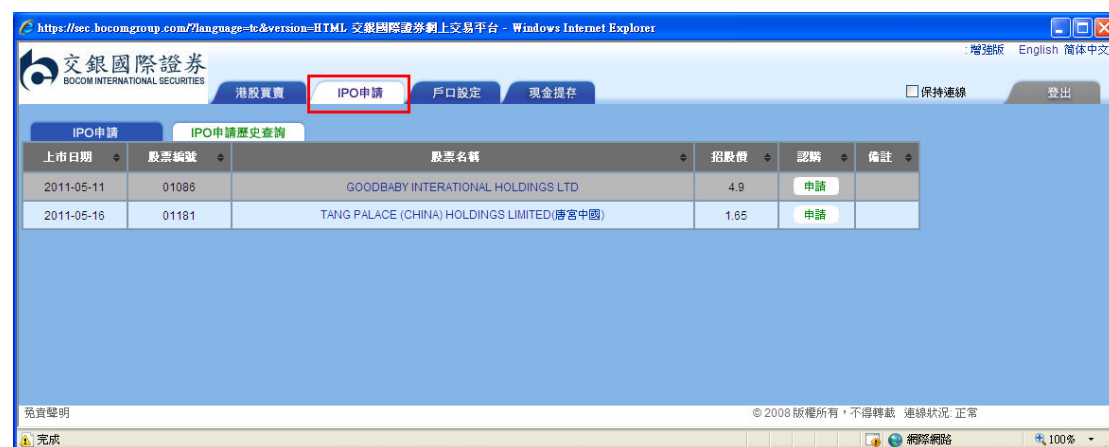 https://sec.bocomgroup.com/?language=tc&version=HTML 交銀國際證券網上交易平台 - Windows Internet Explorer
:增強版 English 简体中文
交銀國際證券
BOCOM INTERNATIONAL SECURITIES
港股買賣 IPO申請 戶口設定 現金提存 保持連線 登出
IPO申請 IPO申請歷史查詢
上市日期 股票編號 股票名稱 招股價 認購 備註
2011-05-11 01086 GOODBABY INTERATIONAL HOLDINGS LTD 4.9 申請
2011-05-16 01181 TANG PALACE (CHINA) HOLDINGS LIMITED(唐宮中國) 1.65 申請
免責聲明 © 2008 版權所有，不得轉載 連線狀況: 正常
完成 網際網路 100%